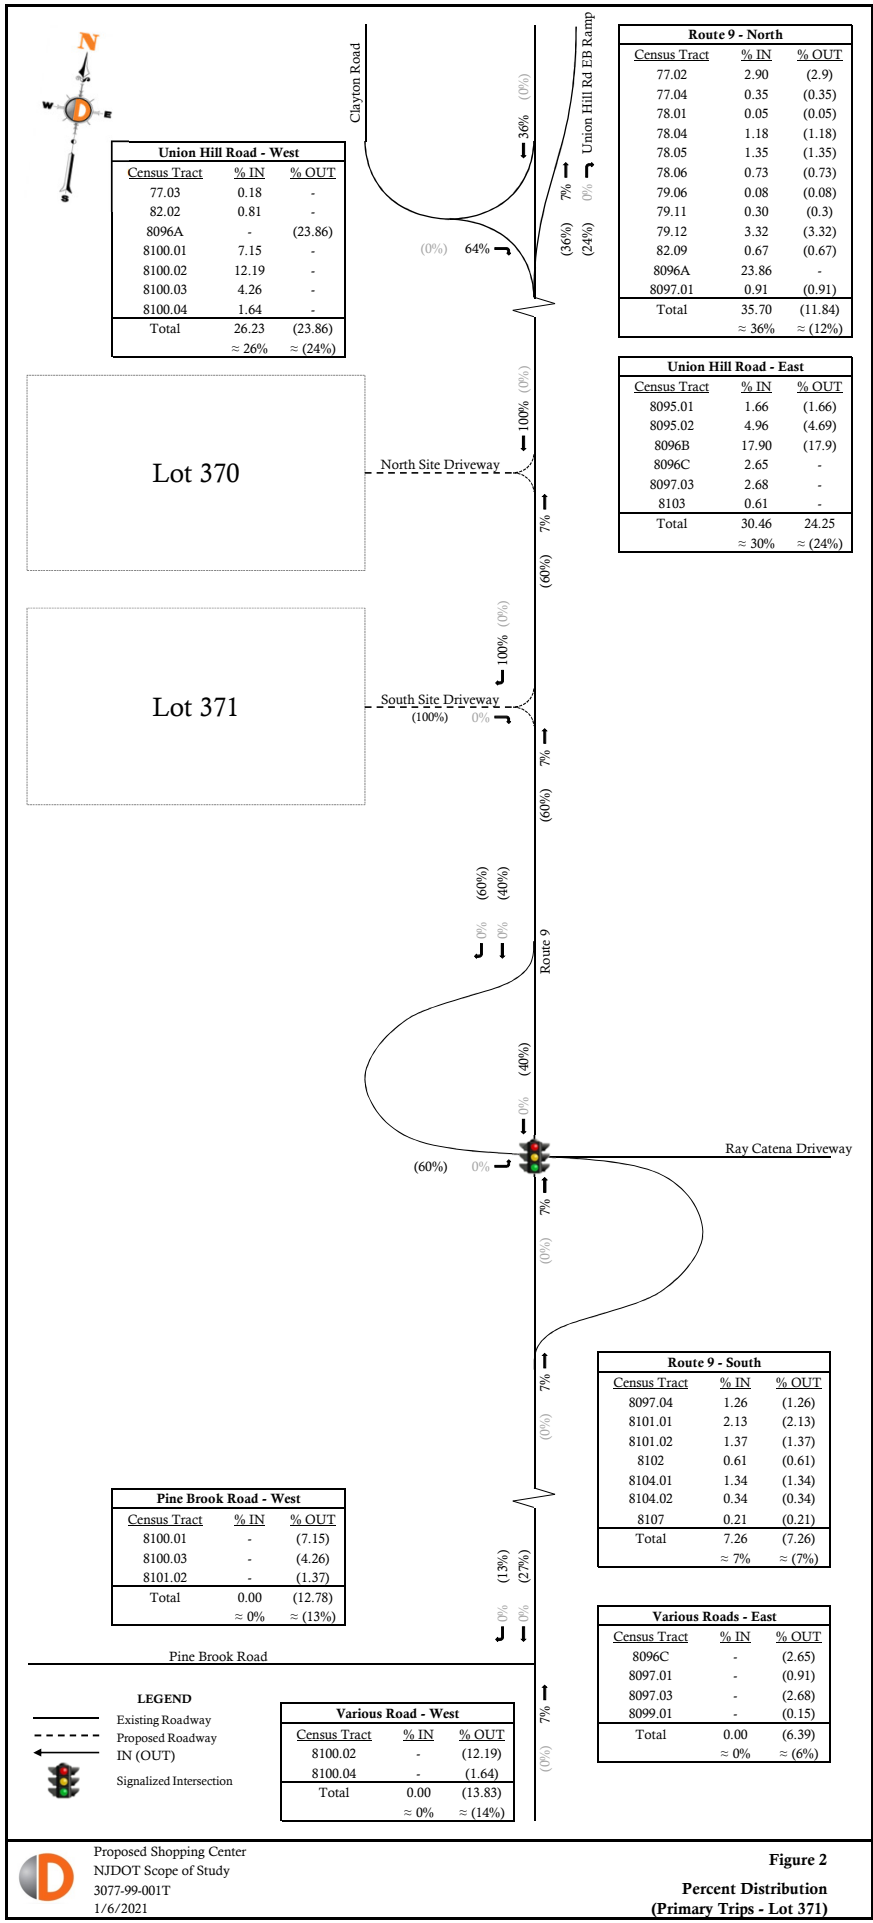 N
W
D
E
S
Clayton Road
36% (0%)
Union Hill Rd EB Ramp
(36%) 7%
(24%) 0%
(0%) 64%
Union Hill Road - West
Census Tract % IN % OUT
77.03 0.18 -
82.02 0.81 -
8096A - (23.86)
8100.01 7.15 -
8100.02 12.19 -
8100.03 4.26 -
8100.04 1.64 -
Total 26.23 (23.86)
≈ 26% ≈ (24%)
Route 9 - North
Census Tract % IN % OUT
77.02 2.90 (2.9)
77.04 0.35 (0.35)
78.01 0.05 (0.05)
78.04 1.18 (1.18)
78.05 1.35 (1.35)
78.06 0.73 (0.73)
79.06 0.08 (0.08)
79.11 0.30 (0.3)
79.12 3.32 (3.32)
82.09 0.67 (0.67)
8096A 23.86 -
8097.01 0.91 (0.91)
Total 35.70 (11.84)
≈ 36% ≈ (12%)
Union Hill Road - East
Census Tract % IN % OUT
8095.01 1.66 (1.66)
8095.02 4.96 (4.69)
8096B 17.90 (17.9)
8096C 2.65 -
8097.03 2.68 -
8103 0.61 -
Total 30.46 24.25
≈ 30% ≈ (24%)
100% (0%)
Lot 370
North Site Driveway
(60%) 7%
100% (0%)
Lot 371
South Site Driveway
(100%) 0%
(60%) 7%
0% (60%)
0% (40%)
Route 9
0% (40%)
Ray Catena Driveway
(60%) 0%
(0%) 7%
(0%) 7%
Route 9 - South
Census Tract % IN % OUT
8097.04 1.26 (1.26)
8101.01 2.13 (2.13)
8101.02 1.37 (1.37)
8102 0.61 (0.61)
8104.01 1.34 (1.34)
8104.02 0.34 (0.34)
8107 0.21 (0.21)
Total 7.26 (7.26)
≈ 7% ≈ (7%)
Pine Brook Road - West
Census Tract % IN % OUT
8100.01 - (7.15)
8100.03 - (4.26)
8101.02 - (1.37)
Total 0.00 (12.78)
≈ 0% ≈ (13%)
0% (13%)
0% (27%)
Various Roads - East
Census Tract % IN % OUT
8096C - (2.65)
8097.01 - (0.91)
8097.03 - (2.68)
8099.01 - (0.15)
Total 0.00 (6.39)
≈ 0% ≈ (6%)
Pine Brook Road
(0%) 7%
LEGEND
Existing Roadway
Proposed Roadway
IN (OUT)
Signalized Intersection
Various Road - West
Census Tract % IN % OUT
8100.02 - (12.19)
8100.04 - (1.64)
Total 0.00 (13.83)
≈ 0% ≈ (14%)
D
Proposed Shopping Center
NJDOT Scope of Study
3077-99-001T
1/6/2021
Figure 2
Percent Distribution
(Primary Trips - Lot 371)